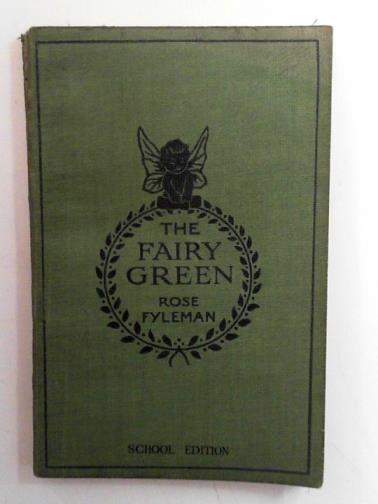 THE
FAIRY
GREEN
ROSE
FYLEMAN
SCHOOL EDITION